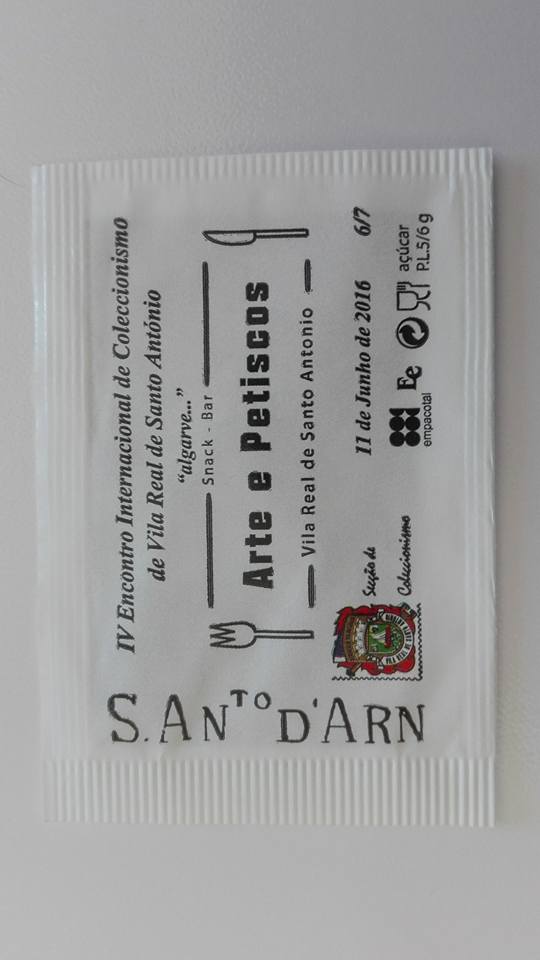 IV Encontro Internacional de Coleccionismo
de Vila Real de Santo António
“algarve...”
Snack - Bar
Arte e Petiscos
Vila Real de Santo Antonio
11 de Junho de 2016 6/7
Secção de
Coleccionismo
empacotal
açúcar
P.L.5/6 g
S.ANTO D'ARN